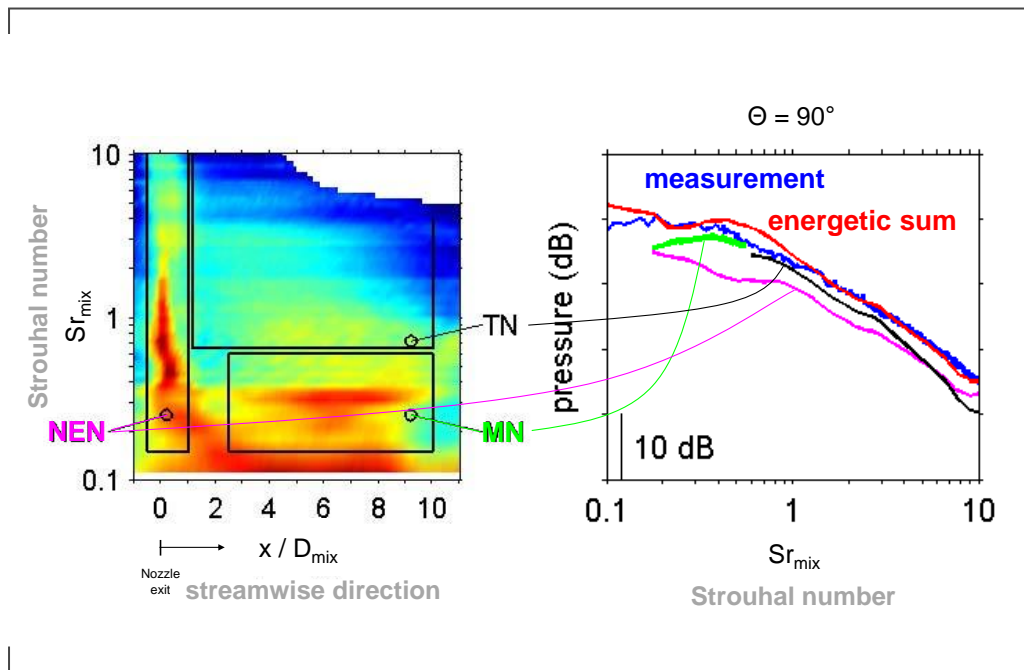 Θ = 90°
10
1
0.1
Strouhal number
Sr_mix
NEN
TN
MN
0 2 4 6 8 10
x / D_mix
Nozzle
exit
streamwise direction
measurement
energetic sum
pressure (dB)
10 dB
0.1 1 10
Sr_mix
Strouhal number